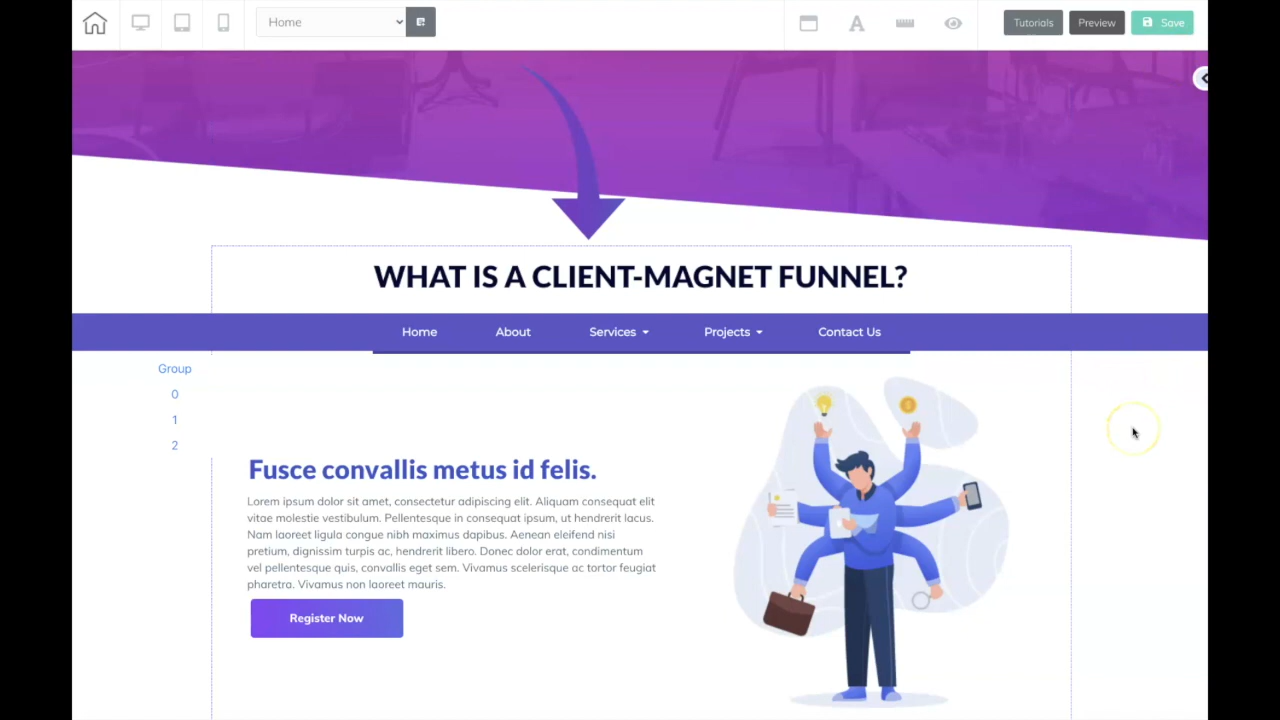 Home
Tutorials
Preview
Save
WHAT IS A CLIENT-MAGNET FUNNEL?
Home About Services Projects Contact Us
Group
0
1
2
Fusce convallis metus id felis.
Lorem ipsum dolor sit amet, consectetur adipiscing elit. Aliquam consequat elit
vitae molestie vestibulum. Pellentesque in consequat ipsum, ut hendrerit lacus.
Nam laoreet ligula congue nibh maximus dapibus. Aenean eleifend nisi
pretium, dignissim turpis ac, hendrerit libero. Donec dolor erat, condimentum
vel pellentesque quis, convallis eget sem. Vivamus scelerisque ac tortor feugiat
pharetra. Vivamus non laoreet mauris.
Register Now